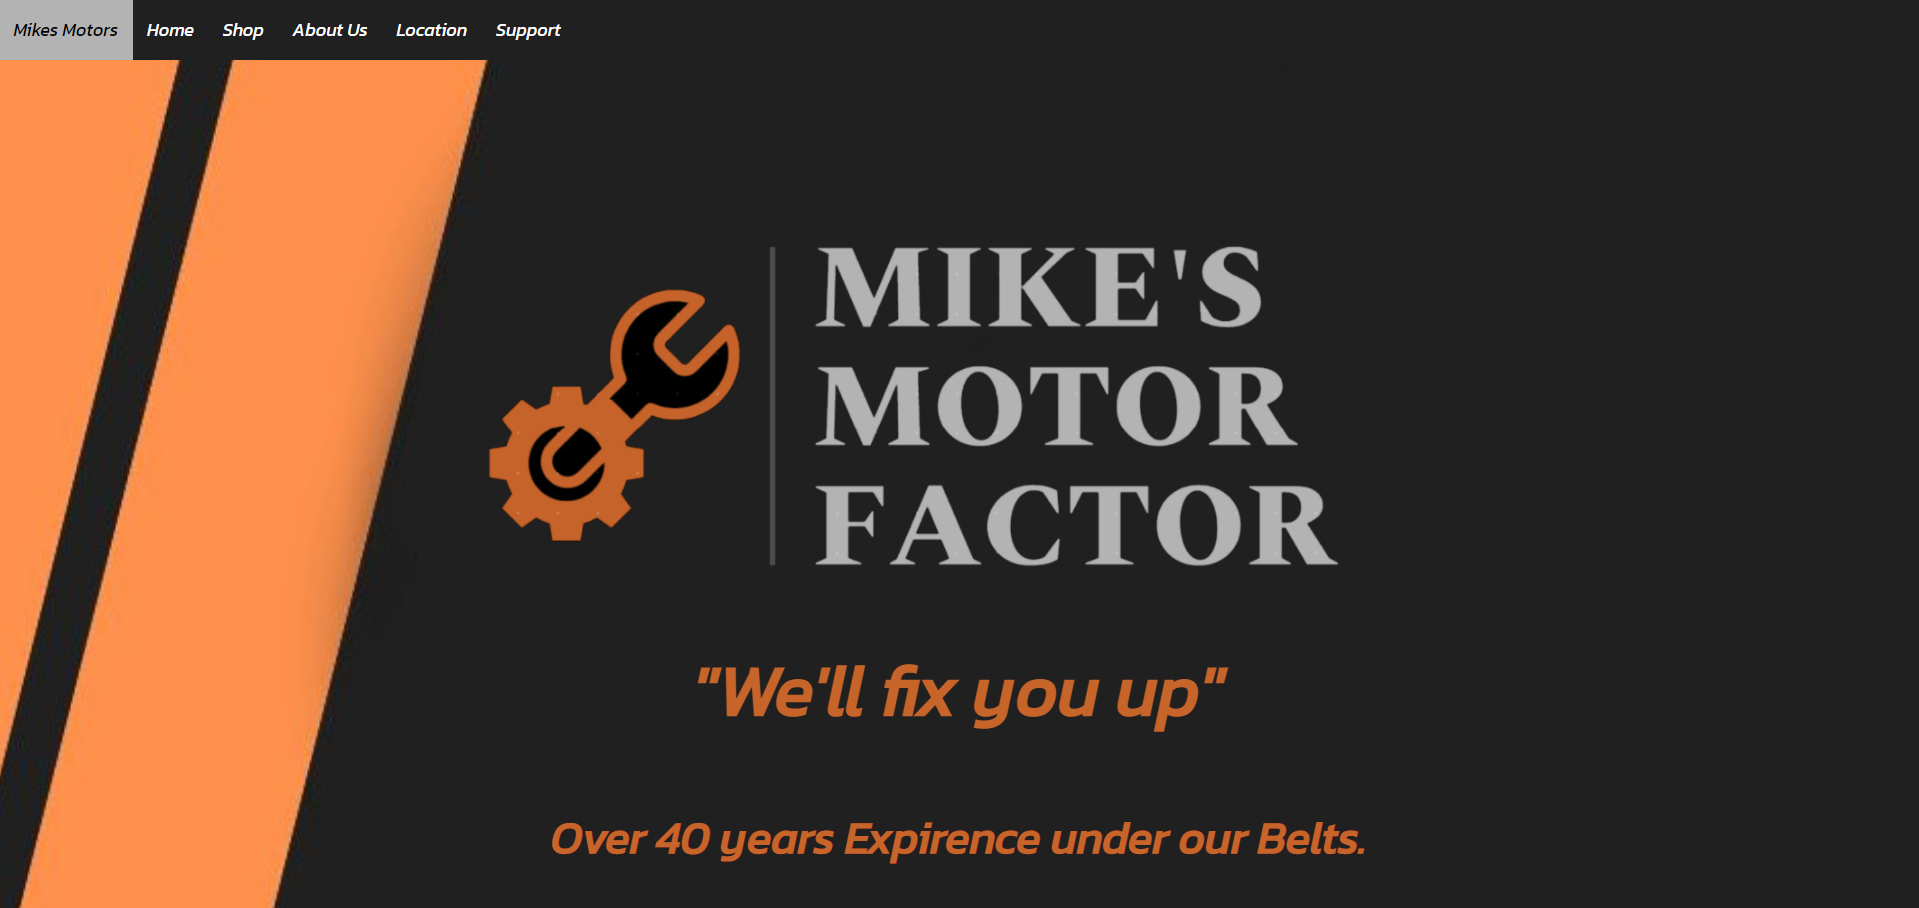 Mikes Motors Home Shop About Us Location Support
MIKE'S
MOTOR
FACTOR
"We'll fix you up"
Over 40 years Expirence under our Belts.